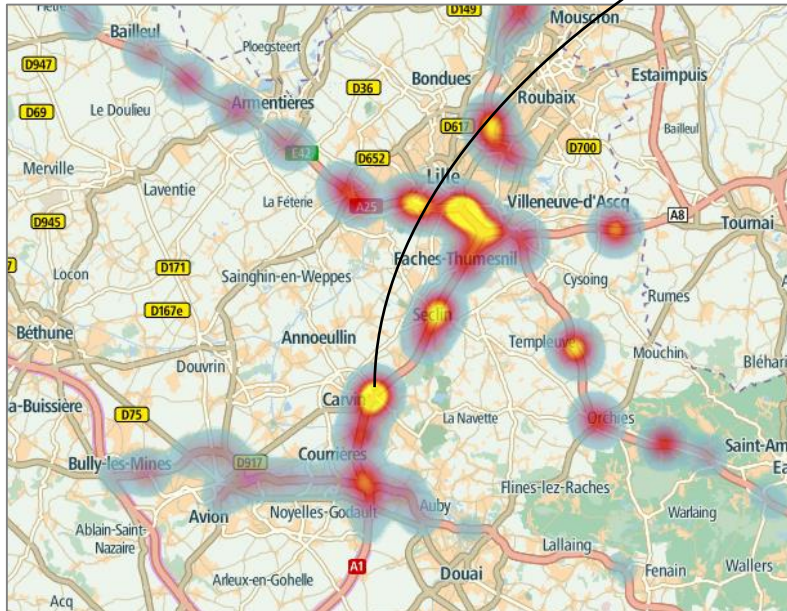 D149
Mouscron
Bailleul
Ploegsteert
D947
Bondues
Estaimpuis
D36
Roubaix
Le Doulieu
Armentières
D69
D617
Bailleul
E42
D652
D700
Merville
Lille
Laventie
La Féterie
A25
Villeneuve-d'Ascq
A8
D945
Tournai
Faches-Thumesnil
D171
Locon
Sainghin-en-Weppes
Cysoing
Rumes
D167e
Seclin
Béthune
Annoeullin
Templeuve
Mouchin
Douvrin
Bléhari
a-Buissière
Carvin
D75
La Navette
Orchies
Courrières
Saint-Am
Bully-les-Mines
D917
Ea
Flines-lez-Raches
Avion
Noyelles-Godault
Auby
Warlaing
Ablain-Saint-
Nazaire
Lallaing
A1
Wallers
Fenain
Arleux-en-Gohelle
Douai
Acq